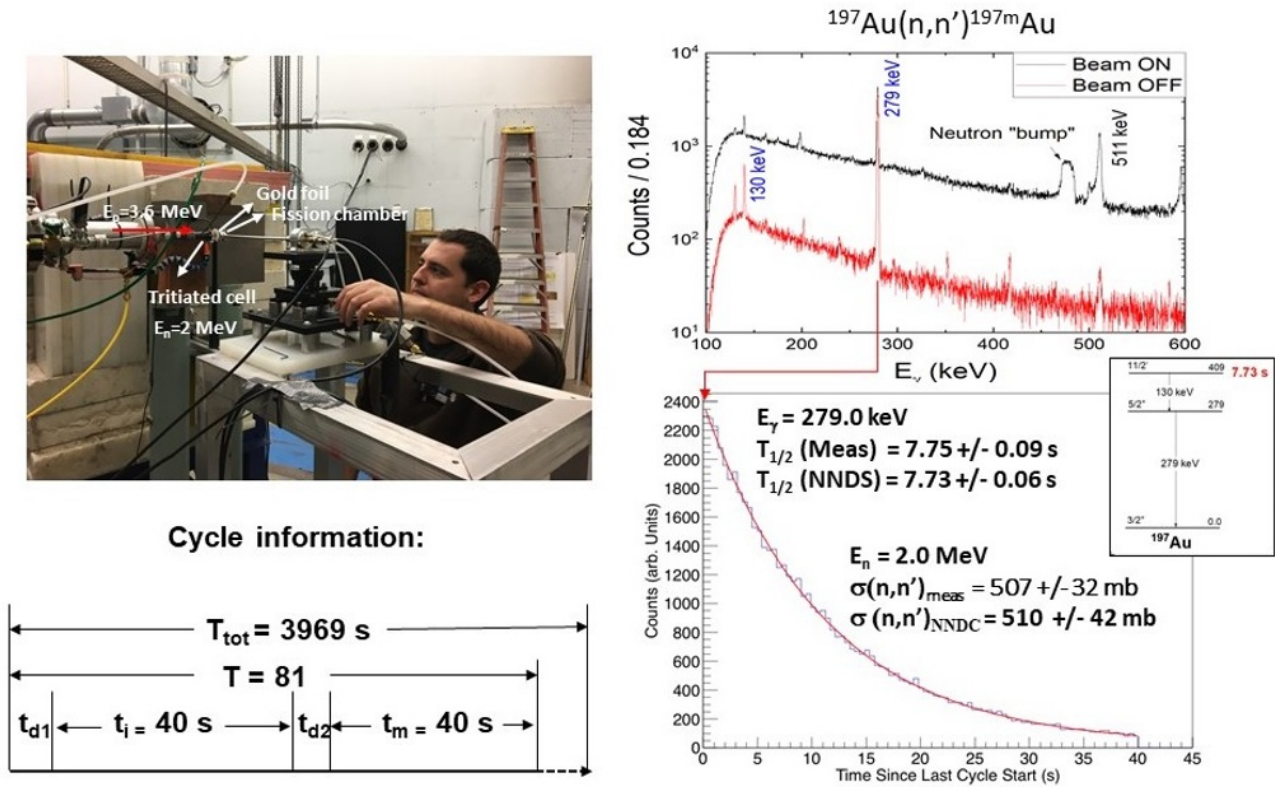 Gold foil
Eₚ=3.6 MeV
Fission chamber
Tritiated cell
Eₙ=2 MeV
Cycle information:
Tₜₒₜ = 3969 s
T = 81
t_d1 tᵢ = 40 s t_d2 tₘ = 40 s
¹⁹⁷Au(n,n')¹⁹⁷ᵐAu
Counts / 0.184
10⁴
10³
10²
10¹
Beam ON
Beam OFF
130 keV
279 keV
Neutron "bump"
511 keV
100 200 300 400 500 600
Eᵧ (keV)
11/2⁻ 409 7.73 s
130 keV
5/2⁺ 279
279 keV
3/2⁺ 0.0
¹⁹⁷Au
Counts (arb. Units)
2400
2200
2000
1800
1600
1400
1200
1000
800
600
400
200
0
Eᵧ = 279.0 keV
T₁/₂ (Meas) = 7.75 +/- 0.09 s
T₁/₂ (NNDS) = 7.73 +/- 0.06 s
Eₙ = 2.0 MeV
σ(n,n')meas = 507 +/-32 mb
σ (n,n')NNDC = 510 +/- 42 mb
0 5 10 15 20 25 30 35 40 45
Time Since Last Cycle Start (s)